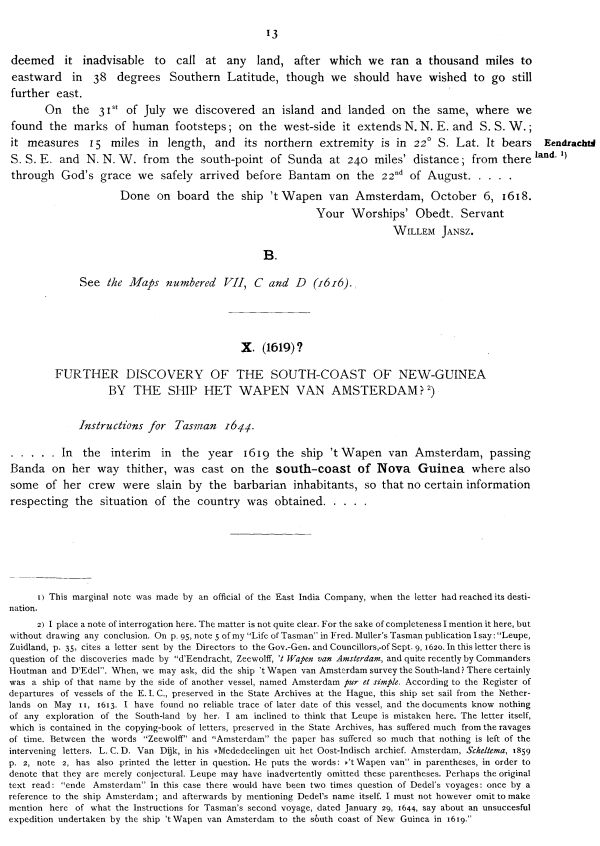 13
deemed it inadvisable to call at any land, after which we ran a thousand miles to
eastward in 38 degrees Southern Latitude, though we should have wished to go still
further east.
On the 31st of July we discovered an island and landed on the same, where we
found the marks of human footsteps; on the west-side it extends N. N. E. and S. S. W.;
it measures 15 miles in length, and its northern extremity is in 22° S. Lat. It bears
Eendrachts
S. S. E. and N. N. W. from the south-point of Sunda at 240 miles' distance; from there
land. 1)
through God's grace we safely arrived before Bantam on the 22nd of August. . . . .
Done on board the ship 't Wapen van Amsterdam, October 6, 1618.
Your Worships' Obedt. Servant
WILLEM JANSZ.
B.
See the Maps numbered VII, C and D (1616).
X. (1619)?
FURTHER DISCOVERY OF THE SOUTH-COAST OF NEW-GUINEA
BY THE SHIP HET WAPEN VAN AMSTERDAM? 2)
Instructions for Tasman 1644.
. . . . . In the interim in the year 1619 the ship 't Wapen van Amsterdam, passing
Banda on her way thither, was cast on the south-coast of Nova Guinea where also
some of her crew were slain by the barbarian inhabitants, so that no certain information
respecting the situation of the country was obtained. . . . .
1) This marginal note was made by an official of the East India Company, when the letter had reached its desti-
nation.
2) I place a note of interrogation here. The matter is not quite clear. For the sake of completeness I mention it here, but
without drawing any conclusion. On p. 95, note 5 of my "Life of Tasman" in Fred. Muller's Tasman publication I say: "Leupe,
Zuidland, p. 35, cites a letter sent by the Directors to the Gov.-Gen. and Councillors, of Sept. 9, 1620. In this letter there is
question of the discoveries made by "d'Eendracht, Zeewolff, 't Wapen van Amsterdam, and quite recently by Commanders
Houtman and D'Edel". When, we may ask, did the ship 't Wapen van Amsterdam survey the South-land? There certainly
was a ship of that name by the side of another vessel, named Amsterdam pur et simple. According to the Register of
departures of vessels of the E. I. C., preserved in the State Archives at the Hague, this ship set sail from the Nether-
lands on May 11, 1613. I have found no reliable trace of later date of this vessel, and the documents know nothing
of any exploration of the South-land by her. I am inclined to think that Leupe is mistaken here. The letter itself,
which is contained in the copying-book of letters, preserved in the State Archives, has suffered much from the ravages
of time. Between the words "Zeewolff" and "Amsterdam" the paper has suffered so much that nothing is left of the
intervening letters. L. C. D. Van Dijk, in his »Mededeelingen uit het Oost-Indisch archief. Amsterdam, Scheltema, 1859
p. 2, note 2, has also printed the letter in question. He puts the words: »'t Wapen van" in parentheses, in order to
denote that they are merely conjectural. Leupe may have inadvertently omitted these parentheses. Perhaps the original
text read: "ende Amsterdam" In this case there would have been two times question of Dedel's voyages: once by a
reference to the ship Amsterdam; and afterwards by mentioning Dedel's name itself. I must not however omit to make
mention here of what the Instructions for Tasman's second voyage, dated January 29, 1644, say about an unsuccesful
expedition undertaken by the ship 't Wapen van Amsterdam to the south coast of New Guinea in 1619."